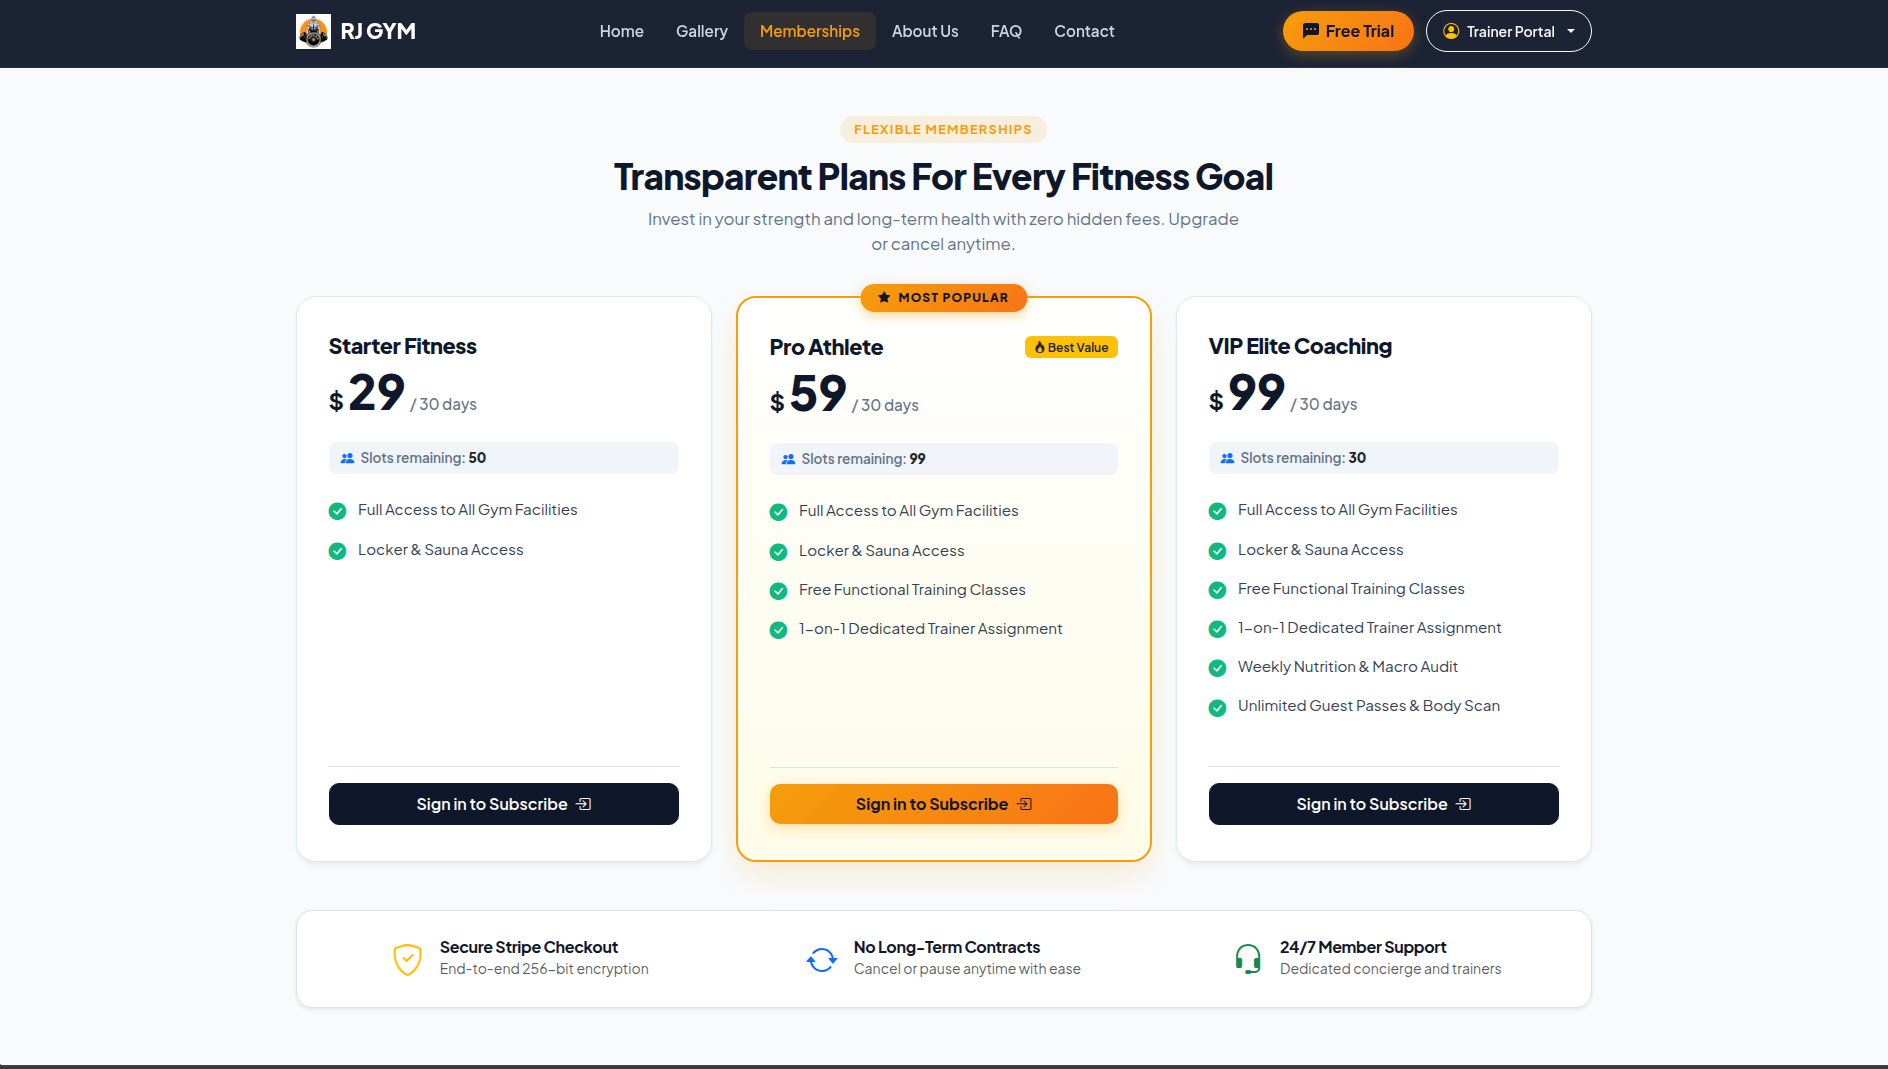 RJ GYM
Home
Gallery
Memberships
About Us
FAQ
Contact
Free Trial
Trainer Portal
FLEXIBLE MEMBERSHIPS
Transparent Plans For Every Fitness Goal
Invest in your strength and long-term health with zero hidden fees. Upgrade
or cancel anytime.
Starter Fitness
$ 29 / 30 days
Slots remaining: 50
Full Access to All Gym Facilities
Locker & Sauna Access
Sign in to Subscribe
MOST POPULAR
Pro Athlete
Best Value
$ 59 / 30 days
Slots remaining: 99
Full Access to All Gym Facilities
Locker & Sauna Access
Free Functional Training Classes
1-on-1 Dedicated Trainer Assignment
Sign in to Subscribe
VIP Elite Coaching
$ 99 / 30 days
Slots remaining: 30
Full Access to All Gym Facilities
Locker & Sauna Access
Free Functional Training Classes
1-on-1 Dedicated Trainer Assignment
Weekly Nutrition & Macro Audit
Unlimited Guest Passes & Body Scan
Sign in to Subscribe
Secure Stripe Checkout
End-to-end 256-bit encryption
No Long-Term Contracts
Cancel or pause anytime with ease
24/7 Member Support
Dedicated concierge and trainers